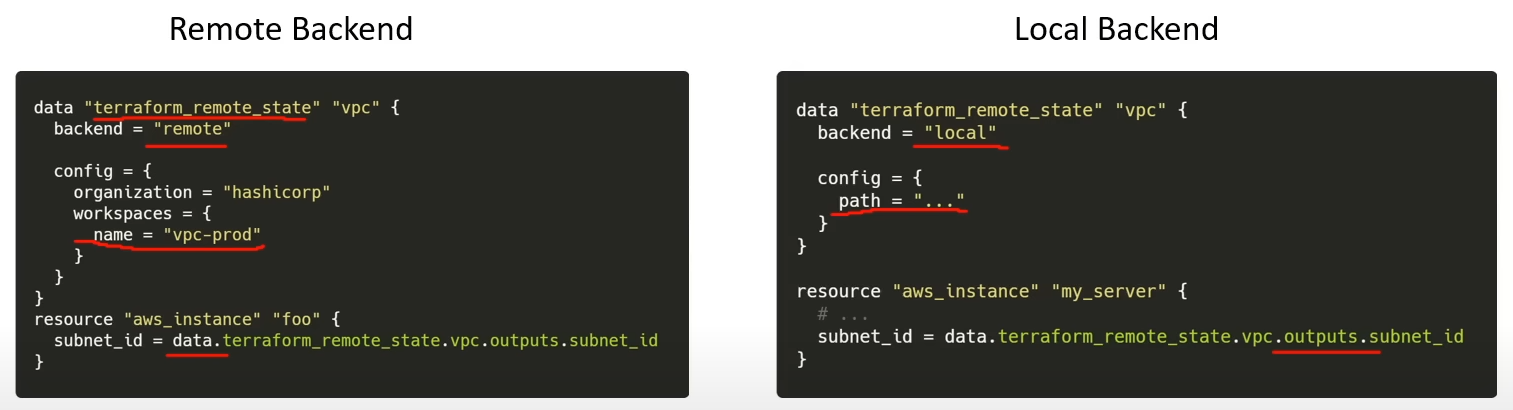 Remote Backend
data "terraform_remote_state" "vpc" {
  backend = "remote"

  config = {
    organization = "hashicorp"
    workspaces = {
      name = "vpc-prod"
    }
  }
}
resource "aws_instance" "foo" {
  subnet_id = data.terraform_remote_state.vpc.outputs.subnet_id
}
Local Backend
data "terraform_remote_state" "vpc" {
  backend = "local"

  config = {
    path = "..."
  }
}

resource "aws_instance" "my_server" {
  # ...
  subnet_id = data.terraform_remote_state.vpc.outputs.subnet_id
}